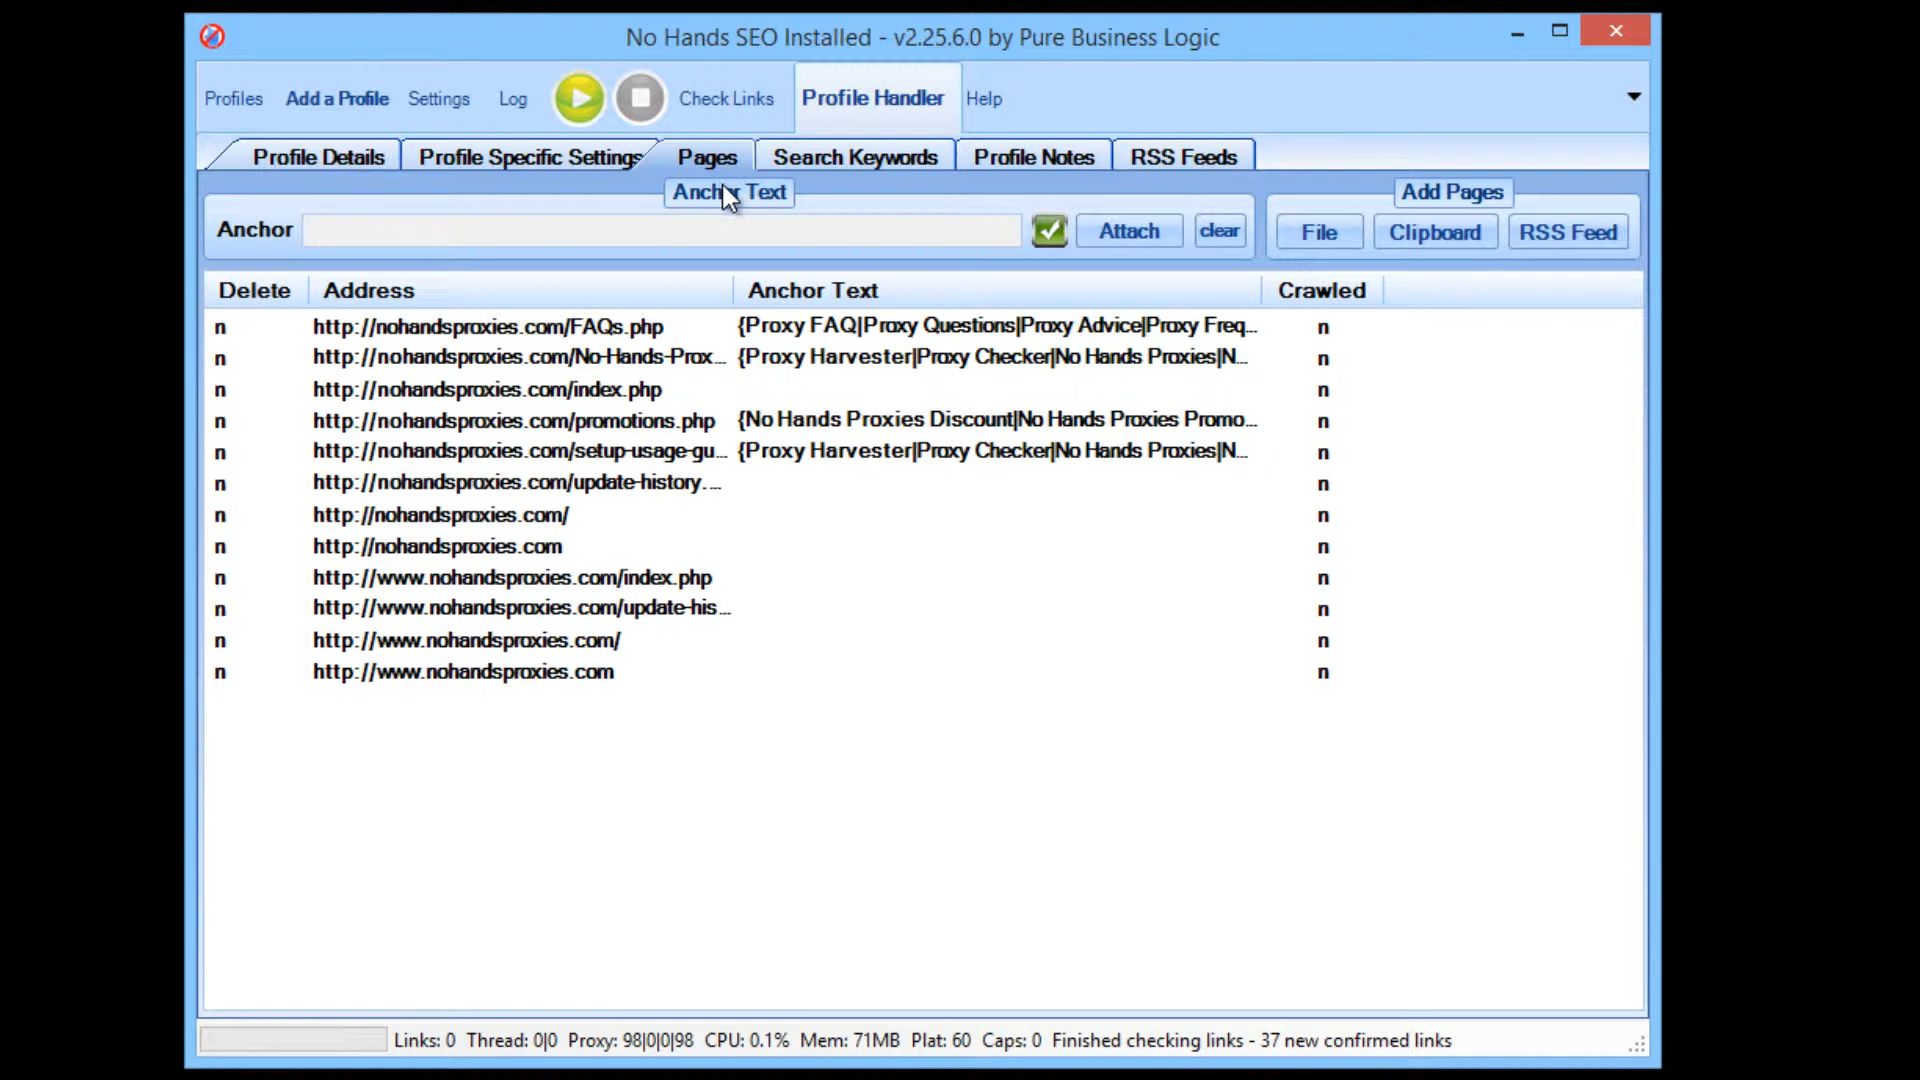 No Hands SEO Installed - v2.25.6.0 by Pure Business Logic
Profiles Add a Profile Settings Log Check Links Profile Handler Help
Profile Details Profile Specific Settings Pages Search Keywords Profile Notes RSS Feeds
Anchor Text Add Pages
Anchor Attach clear File Clipboard RSS Feed
Delete Address Anchor Text Crawled
n http://nohandsproxies.com/FAQs.php {Proxy FAQ|Proxy Questions|Proxy Advice|Proxy Freq... n
n http://nohandsproxies.com/No-Hands-Prox... {Proxy Harvester|Proxy Checker|No Hands Proxies|N... n
n http://nohandsproxies.com/index.php n
n http://nohandsproxies.com/promotions.php {No Hands Proxies Discount|No Hands Proxies Promo... n
n http://nohandsproxies.com/setup-usage-gu... {Proxy Harvester|Proxy Checker|No Hands Proxies|N... n
n http://nohandsproxies.com/update-history.... n
n http://nohandsproxies.com/ n
n http://nohandsproxies.com n
n http://www.nohandsproxies.com/index.php n
n http://www.nohandsproxies.com/update-his... n
n http://www.nohandsproxies.com/ n
n http://www.nohandsproxies.com n
Links: 0 Thread: 0|0 Proxy: 98|0|0|98 CPU: 0.1% Mem: 71MB Plat: 60 Caps: 0 Finished checking links - 37 new confirmed links